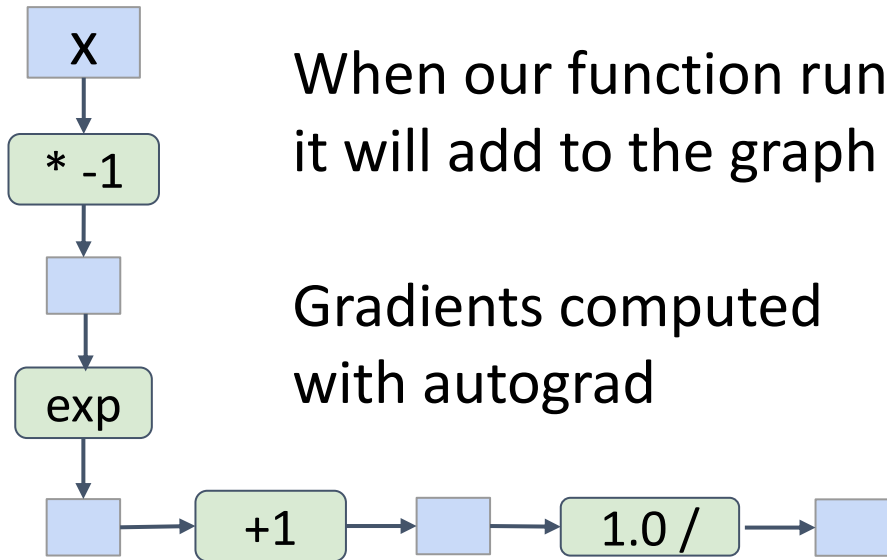 x
When our function run
it will add to the graph
* -1
Gradients computed
with autograd
exp
+1
1.0 /